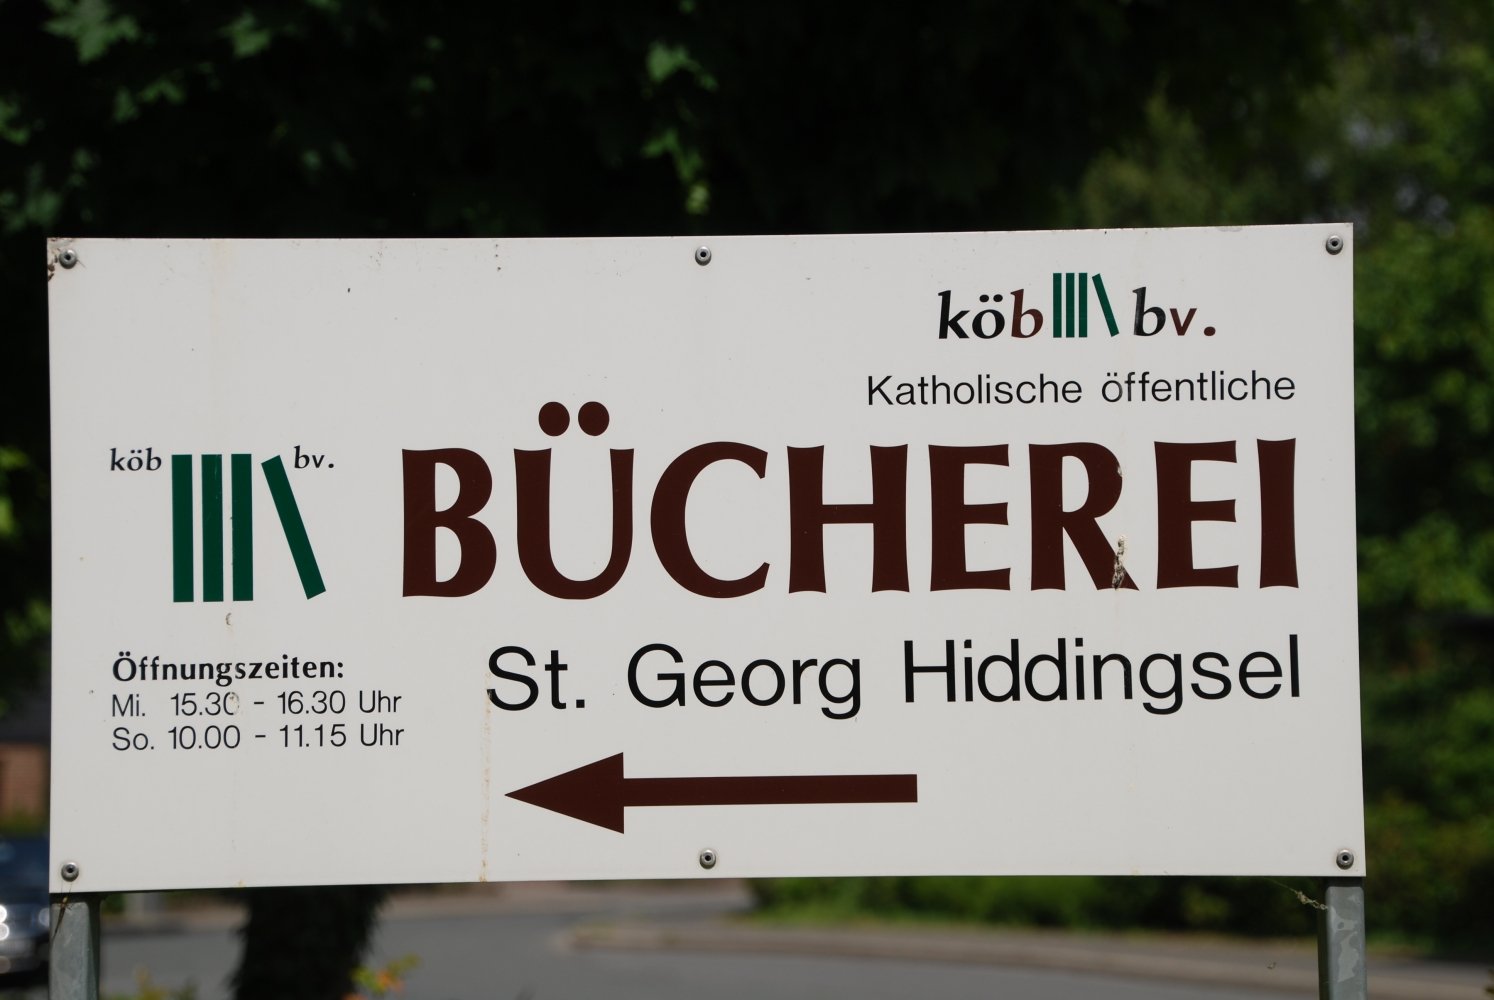 köb bv.
Katholische öffentliche
köb bv.
BÜCHEREI
St. Georg Hiddingsel
Öffnungszeiten:
Mi. 15.30 - 16.30 Uhr
So. 10.00 - 11.15 Uhr